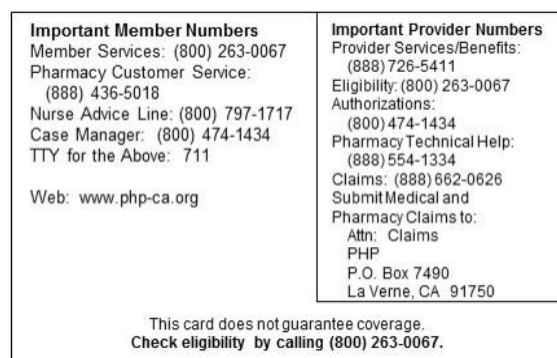 Important Member Numbers
Member Services: (800) 263-0067
Pharmacy Customer Service:
(888) 436-5018
Nurse Advice Line: (800) 797-1717
Case Manager: (800) 474-1434
TTY for the Above: 711
Web: www.php-ca.org
Important Provider Numbers
Provider Services/Benefits:
(888) 726-5411
Eligibility: (800) 263-0067
Authorizations:
(800) 474-1434
Pharmacy Technical Help:
(888) 554-1334
Claims: (888) 662-0626
Submit Medical and
Pharmacy Claims to:
Attn: Claims
PHP
P.O. Box 7490
La Verne, CA 91750
This card does not guarantee coverage.
Check eligibility by calling (800) 263-0067.